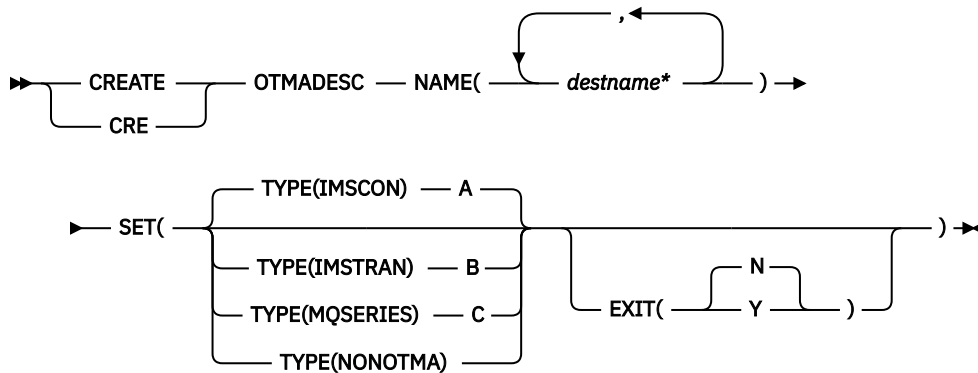 ,
CREATE OTMADESC NAME( destname* )
CRE
TYPE(IMSCON) A
SET( )
TYPE(IMSTRAN) B
N
TYPE(MQSERIES) C EXIT( Y )
TYPE(NONOTMA)